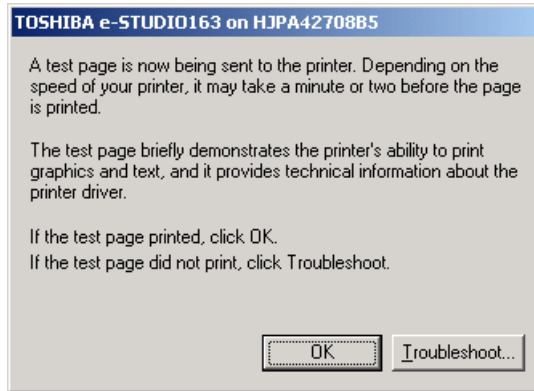 TOSHIBA e-STUDIO163 on HJPA42708B5
A test page is now being sent to the printer. Depending on the
speed of your printer, it may take a minute or two before the page
is printed.
The test page briefly demonstrates the printer's ability to print
graphics and text, and it provides technical information about the
printer driver.
If the test page printed, click OK.
If the test page did not print, click Troubleshoot.
OK
Troubleshoot...